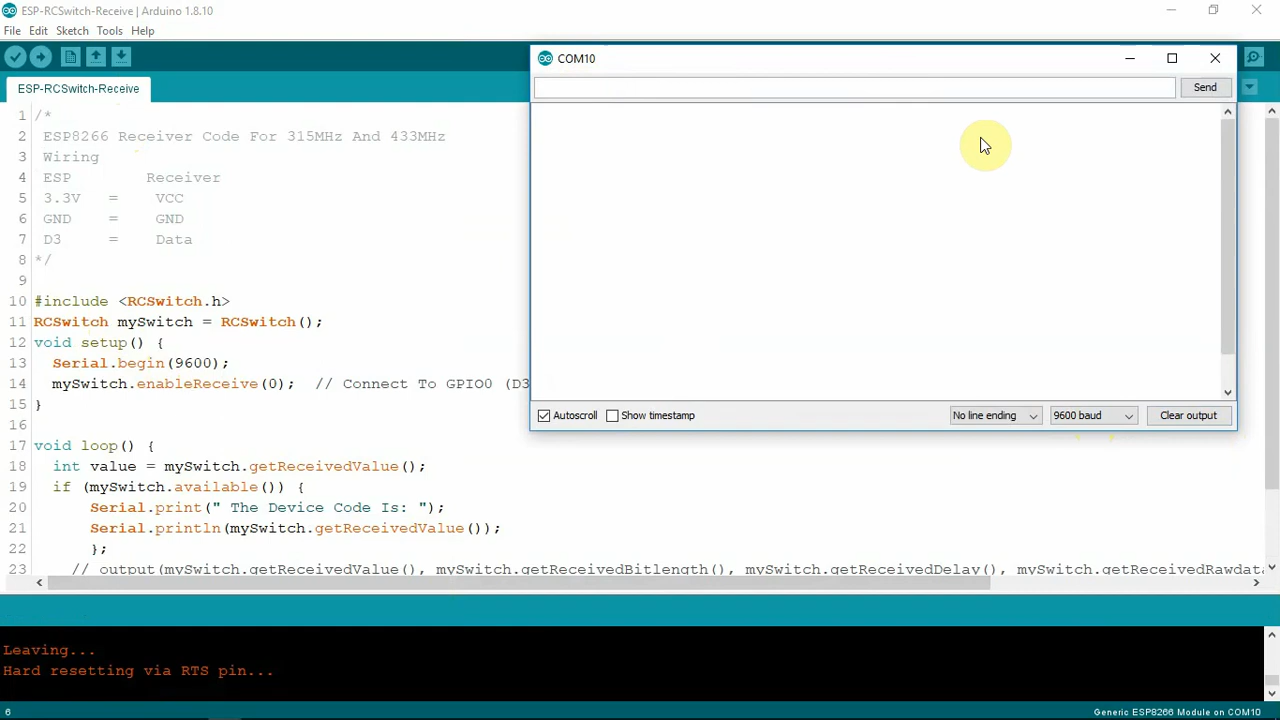 ESP-RCSwitch-Receive | Arduino 1.8.10
File Edit Sketch Tools Help
COM10
ESP-RCSwitch-Receive
Send
1 /*
2 ESP8266 Receiver Code For 315MHz And 433MHz
3 Wiring
4 ESP Receiver
5 3.3V = VCC
6 GND = GND
7 D3 = Data
8 */
9
10 #include <RCSwitch.h>
11 RCSwitch mySwitch = RCSwitch();
12 void setup() {
13 Serial.begin(9600);
14 mySwitch.enableReceive(0); // Connect To GPIO0 (D3
15 }
Autoscroll Show timestamp No line ending 9600 baud Clear output
16
17 void loop() {
18 int value = mySwitch.getReceivedValue();
19 if (mySwitch.available()) {
20 Serial.print(" The Device Code Is: ");
21 Serial.println(mySwitch.getReceivedValue());
22 };
23 // output(mySwitch.getReceivedValue(), mySwitch.getReceivedBitlength(), mySwitch.getReceivedDelay(), mySwitch.getReceivedRawdata
Leaving...
Hard resetting via RTS pin...
6 Generic ESP8266 Module on COM10